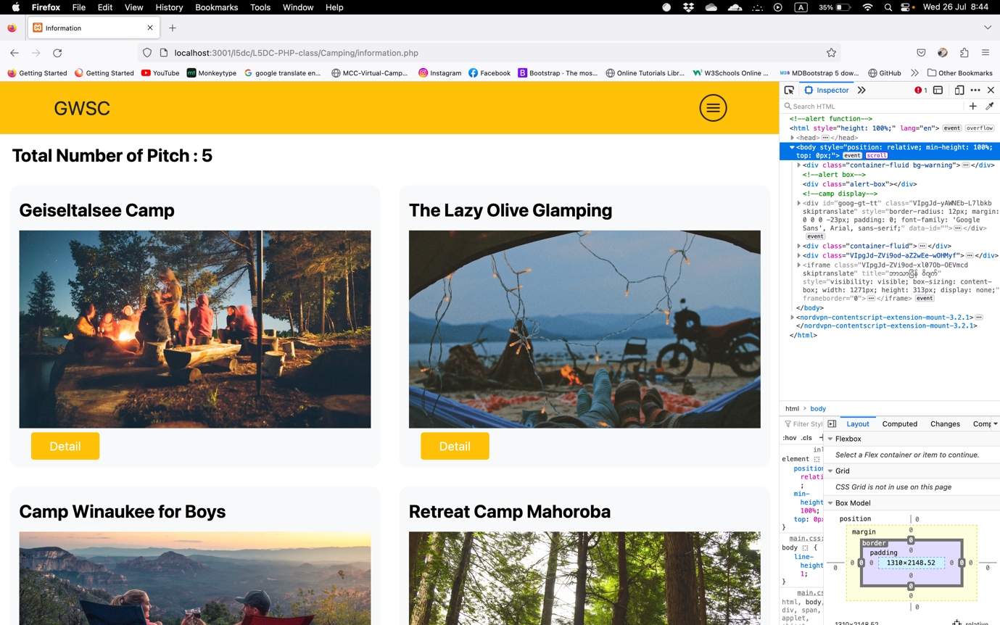 Firefox File Edit View History Bookmarks Tools Window Help A 35% Wed 26 Jul 8:44
Information
localhost:3001/l5dc/L5DC-PHP-class/Camping/information.php
Getting Started Getting Started YouTube mt Monkeytype google translate en... MCC-Virtual-Camp... Instagram Facebook B Bootstrap · The mos... Online Tutorials Libr... W3Schools Online ... MDB MDBootstrap 5 dow... GitHub Other Bookmarks
GWSC
Total Number of Pitch : 5
Geiseltalsee Camp
The Lazy Olive Glamping
Detail
Detail
Camp Winaukee for Boys
Retreat Camp Mahoroba
Inspector 1
Search HTML
<!--alert function-->
<html style="height: 100%;" lang="en"> event overflow
<head> ••• </head>
<body style="position: relative; min-height: 100%;
top: 0px;"> event scroll
<div class="container-fluid bg-warning"> ••• </div>
<!--alert box-->
<div class="alert-box"></div>
<!--camp display-->
<div id="goog-gt-tt" class="VIpgJd-yAWNEb-L7lbkb
skiptranslate" style="border-radius: 12px; margin:
0 0 0 -23px; padding: 0; font-family: 'Google
Sans', Arial, sans-serif;" data-id=""> ••• </div>
event
<div class="container-fluid"> ••• </div>
<div class="VIpgJd-ZVi9od-aZ2wEe-wOHMyf"> ••• </div>
<iframe class="VIpgJd-ZVi9od-xl07Ob-OEVmcd
skiptranslate" title="ဘာသာပြန် ဝိဂျက်"
style="visibility: visible; box-sizing: content-
box; width: 1271px; height: 313px; display: none;"
frameborder="0"> ••• </iframe> event
</body>
<nordvpn-contentscript-extension-mount-3.2.1> •••
</nordvpn-contentscript-extension-mount-3.2.1>
</html>
html > body
Filter Styl
Layout Computed Changes Comp
:hov .cls +
Flexbox
Select a Flex container or item to continue.
Grid
CSS Grid is not in use on this page
Box Model
inl
element
position
relati
;
min-
height
100%;
top: 0px
}
main.css:
body {
line-
height
1;
}
main.cs
html, body,
div, span,
applet,
position 0
margin 0
border 0
padding 0
0 0 0 0 1310×2148.52 0 0 0 0
0
0
0
0
1310×2148.52 relative